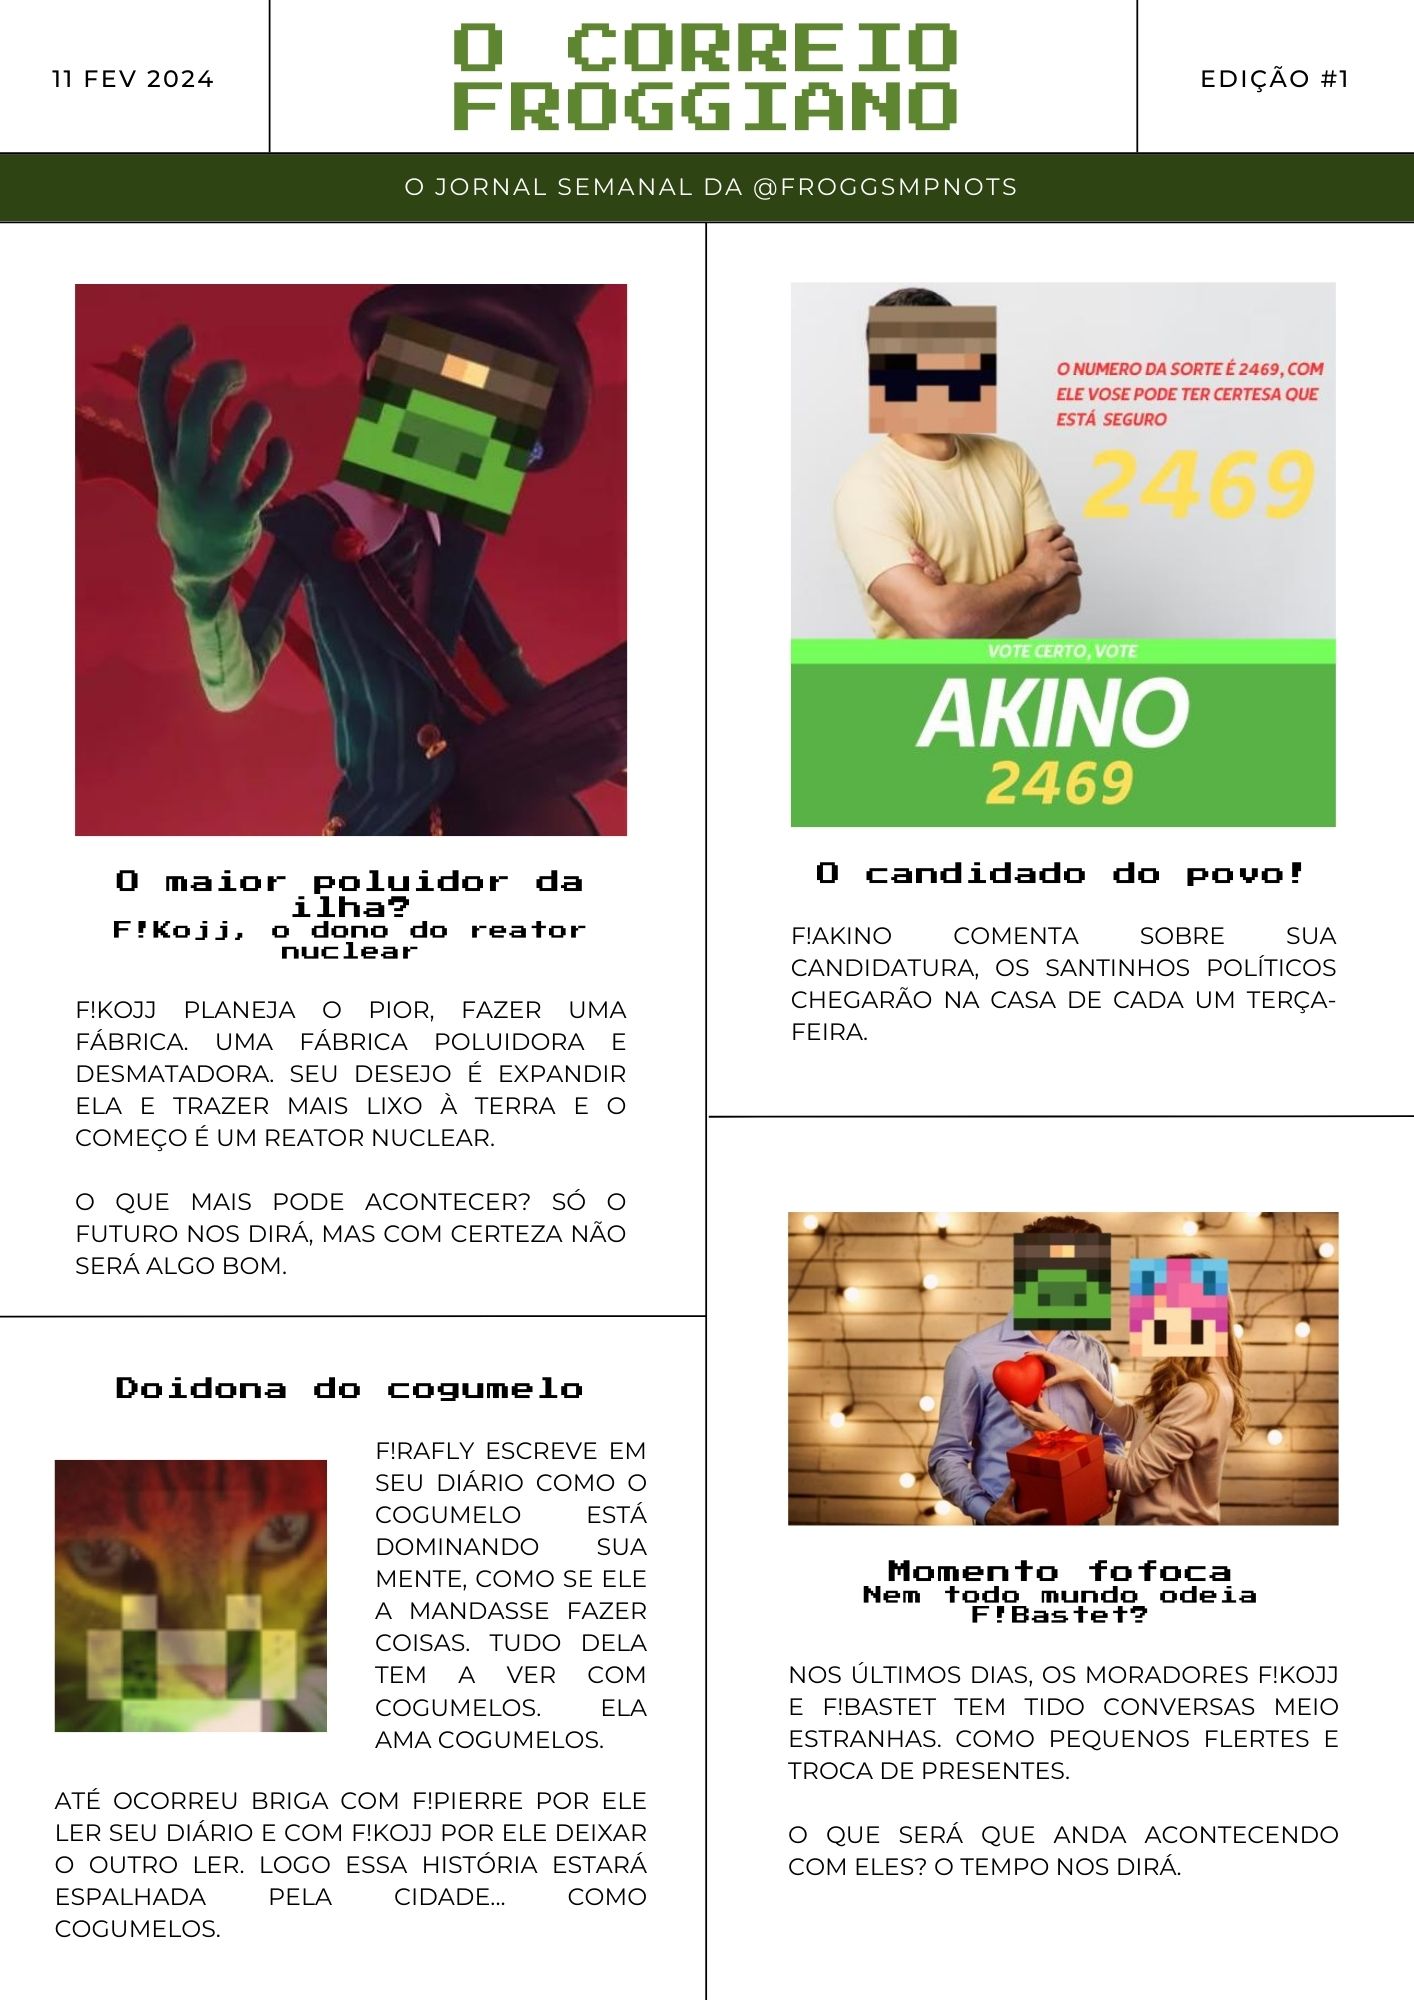 11 FEV 2024
O CORREIO
FROGGIANO
EDIÇÃO #1
O JORNAL SEMANAL DA @FROGGSMPNOTS
O maior poluidor da
ilha?
F!Kojj, o dono do reator
nuclear
F!KOJJ PLANEJA O PIOR, FAZER UMA
FÁBRICA. UMA FÁBRICA POLUIDORA E
DESMATADORA. SEU DESEJO É EXPANDIR
ELA E TRAZER MAIS LIXO À TERRA E O
COMEÇO É UM REATOR NUCLEAR.
O QUE MAIS PODE ACONTECER? SÓ O
FUTURO NOS DIRÁ, MAS COM CERTEZA NÃO
SERÁ ALGO BOM.
Doidona do cogumelo
F!RAFLY ESCREVE EM
SEU DIÁRIO COMO O
COGUMELO ESTÁ
DOMINANDO SUA
MENTE, COMO SE ELE
A MANDASSE FAZER
COISAS. TUDO DELA
TEM A VER COM
COGUMELOS. ELA
AMA COGUMELOS.
ATÉ OCORREU BRIGA COM F!PIERRE POR ELE
LER SEU DIÁRIO E COM F!KOJJ POR ELE DEIXAR
O OUTRO LER. LOGO ESSA HISTÓRIA ESTARÁ
ESPALHADA PELA CIDADE... COMO
COGUMELOS.
O NUMERO DA SORTE É 2469, COM
ELE VOSE PODE TER CERTESA QUE
ESTÁ SEGURO
2469
VOTE CERTO, VOTE
AKINO
2469
O candidado do povo!
F!AKINO COMENTA SOBRE SUA
CANDIDATURA, OS SANTINHOS POLÍTICOS
CHEGARÃO NA CASA DE CADA UM TERÇA-
FEIRA.
Momento fofoca
Nem todo mundo odeia
F!Bastet?
NOS ÚLTIMOS DIAS, OS MORADORES F!KOJJ
E F!BASTET TEM TIDO CONVERSAS MEIO
ESTRANHAS. COMO PEQUENOS FLERTES E
TROCA DE PRESENTES.
O QUE SERÁ QUE ANDA ACONTECENDO
COM ELES? O TEMPO NOS DIRÁ.